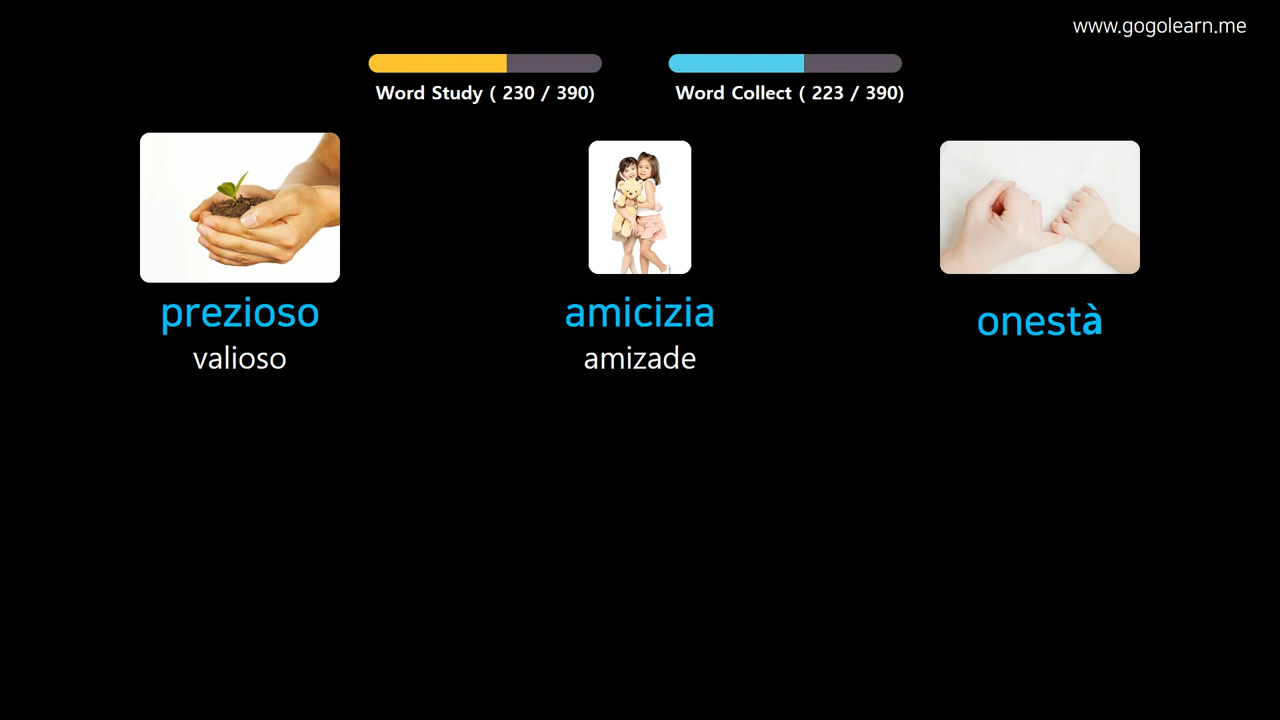 www.gogolearn.me
Word Study ( 230 / 390)
Word Collect ( 223 / 390)
prezioso
valioso
amicizia
amizade
onestà